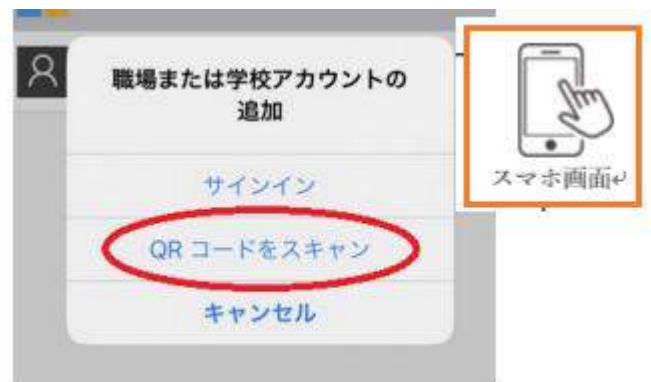 職場または学校アカウントの
追加
サインイン
QR コードをスキャン
キャンセル
スマホ画面↵